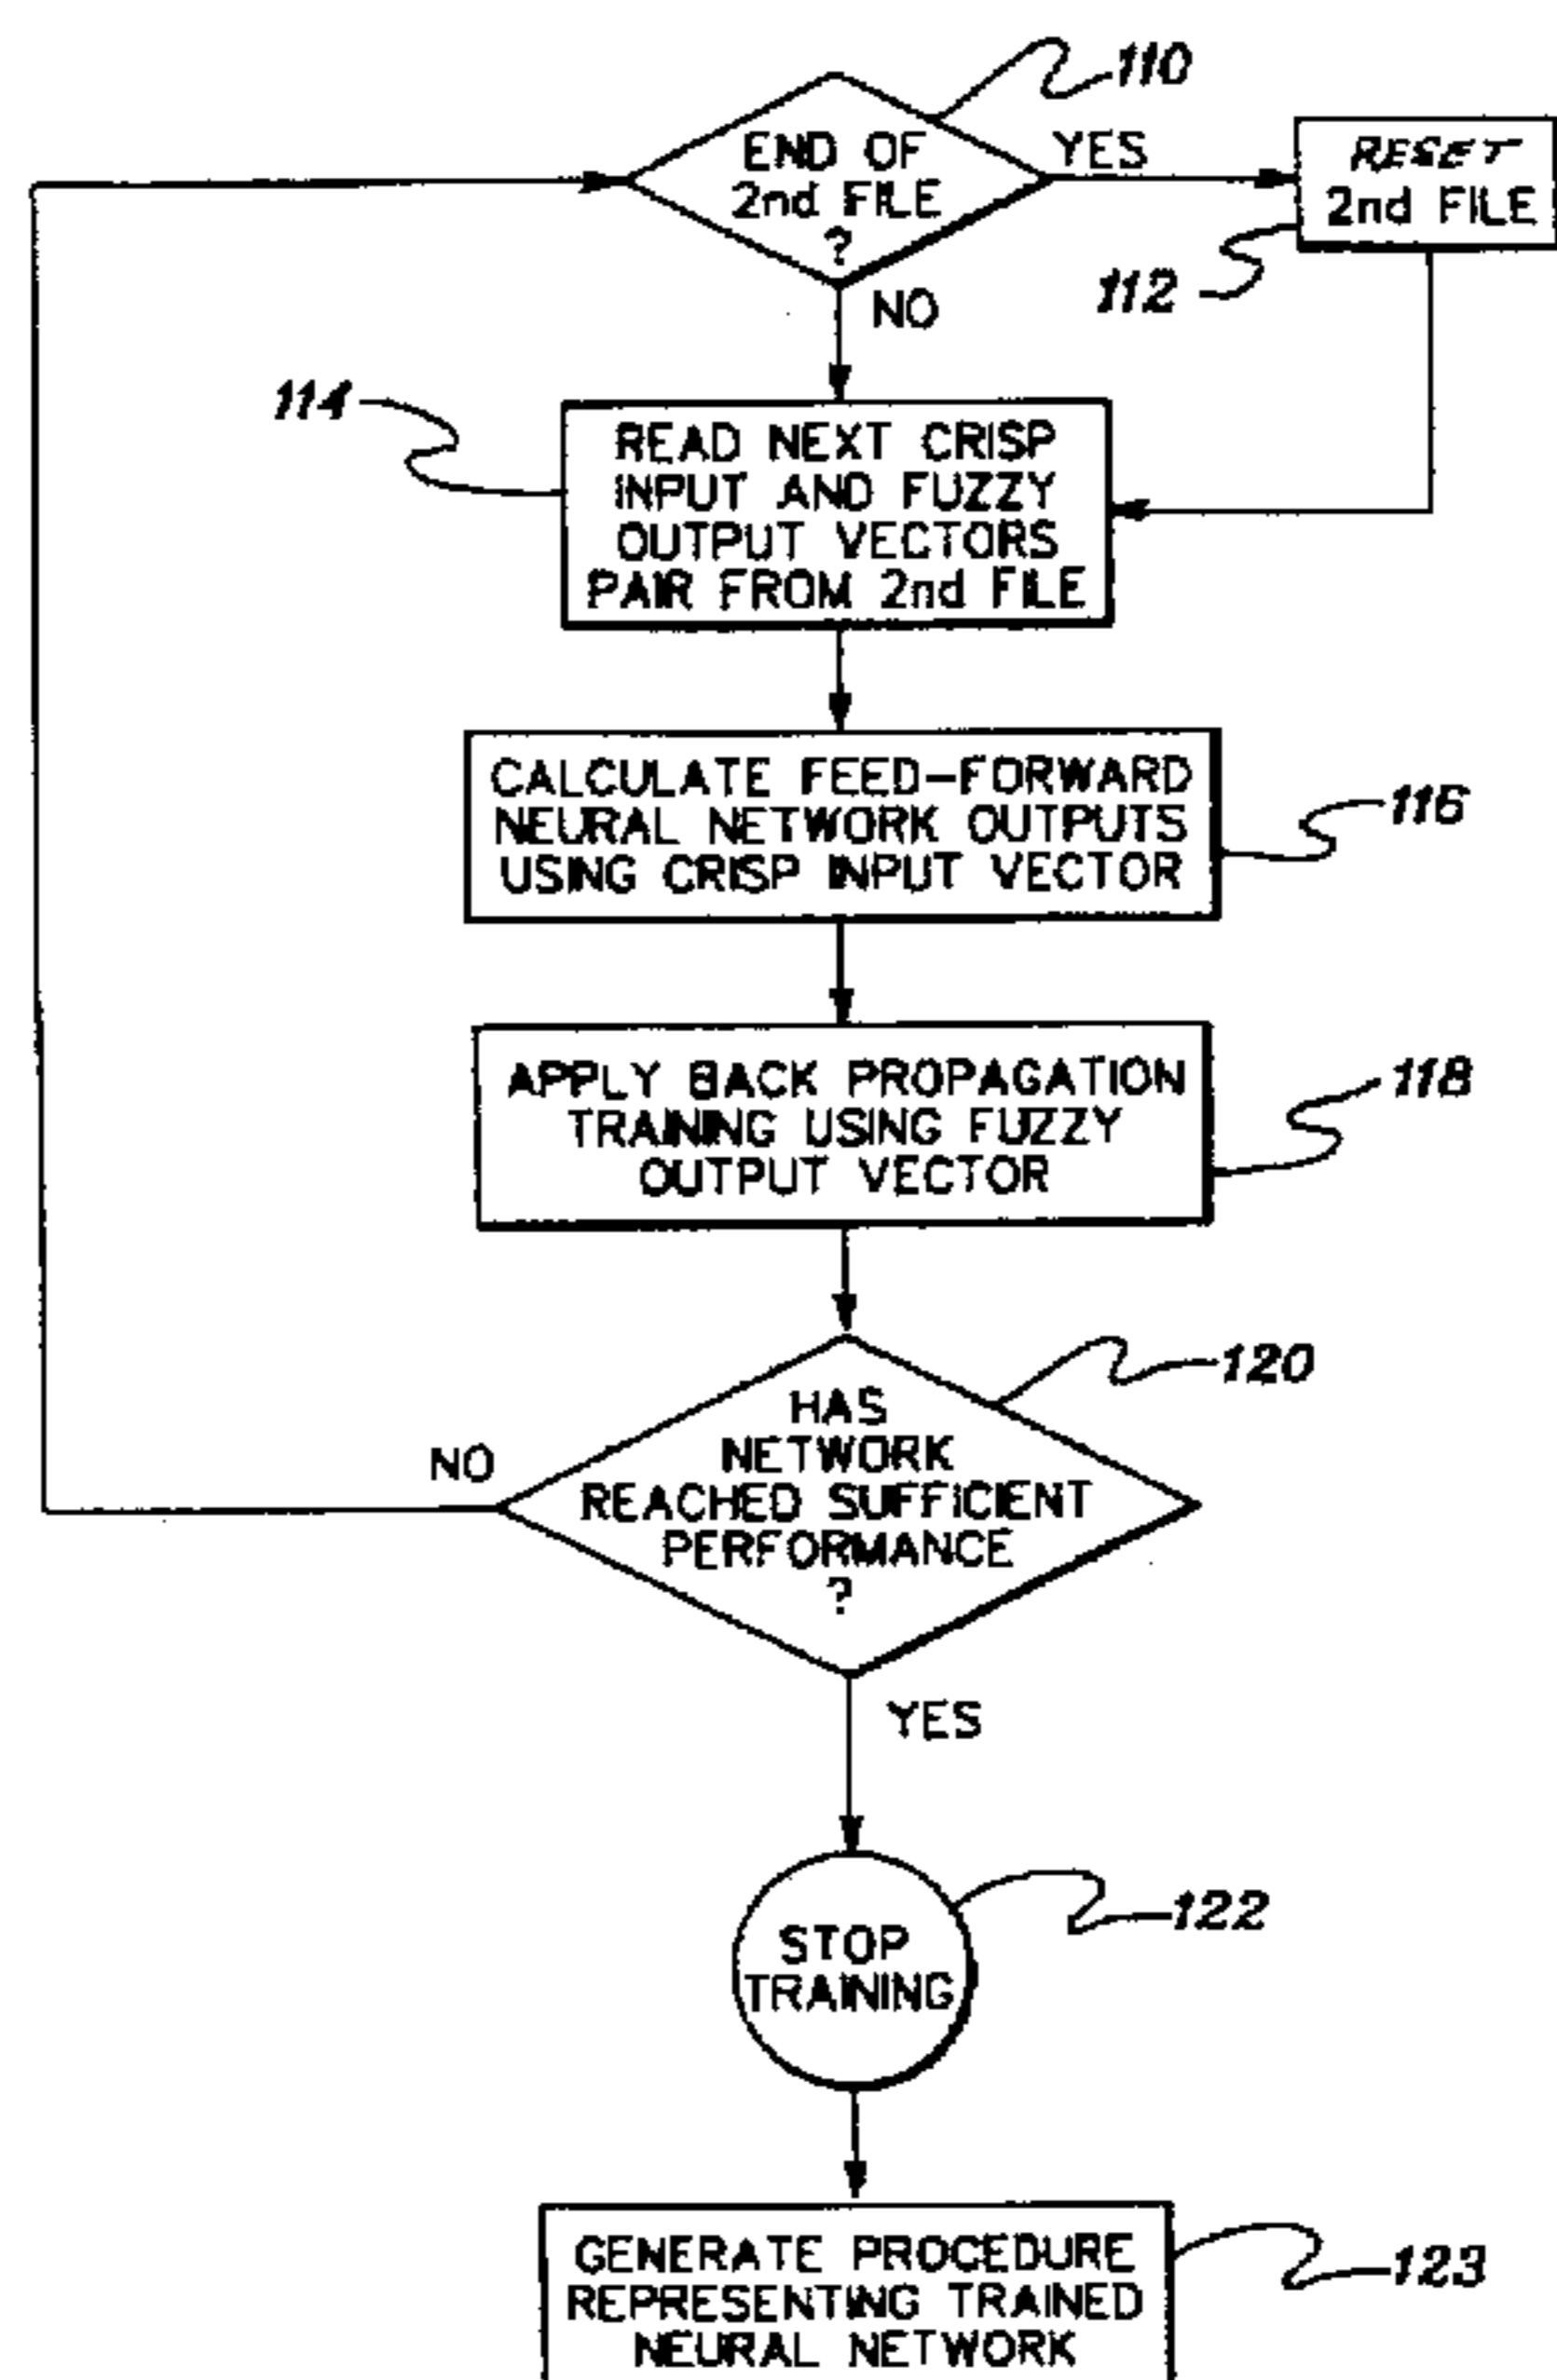 110
END OF
2nd FILE
?
YES
RESET
2nd FILE
112
NO
114
READ NEXT CRISP
INPUT AND FUZZY
OUTPUT VECTORS
PAIR FROM 2nd FILE
CALCULATE FEED-FORWARD
NEURAL NETWORK OUTPUTS
USING CRISP INPUT VECTOR
116
APPLY BACK PROPAGATION
TRAINING USING FUZZY
OUTPUT VECTOR
118
120
HAS
NETWORK
REACHED SUFFICIENT
PERFORMANCE
?
NO
YES
STOP
TRAINING
122
GENERATE PROCEDURE
REPRESENTING TRAINED
NEURAL NETWORK
123